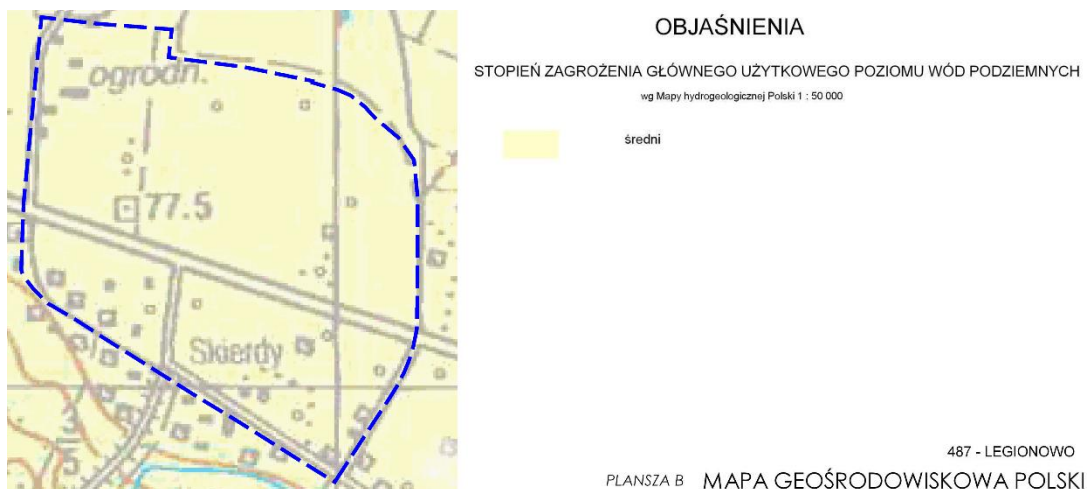 ogrodn.
77.5
Skierdy
OBJAŚNIENIA
STOPIEŃ ZAGROŻENIA GŁÓWNEGO UŻYTKOWEGO POZIOMU WÓD PODZIEMNYCH
wg Mapy hydrogeologicznej Polski 1 : 50 000
średni
487 - LEGIONOWO
PLANSZA B MAPA GEOŚRODOWISKOWA POLSKI